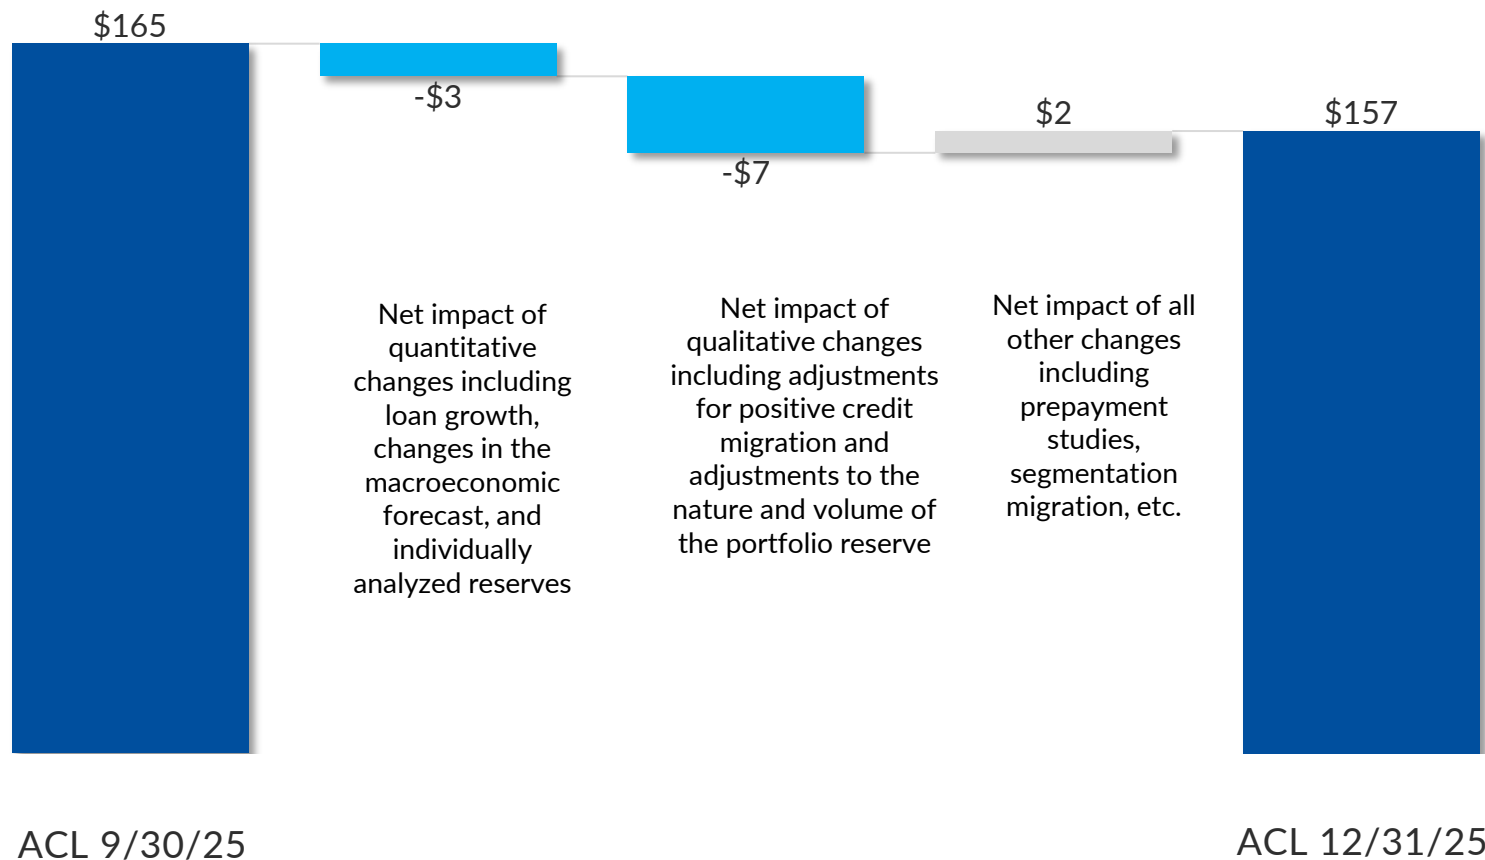 $165
-$3
-$7
$2
$157
Net impact of
quantitative
changes including
loan growth,
changes in the
macroeconomic
forecast, and
individually
analyzed reserves
Net impact of
qualitative changes
including adjustments
for positive credit
migration and
adjustments to the
nature and volume of
the portfolio reserve
Net impact of all
other changes
including
prepayment
studies,
segmentation
migration, etc.
ACL 9/30/25
ACL 12/31/25